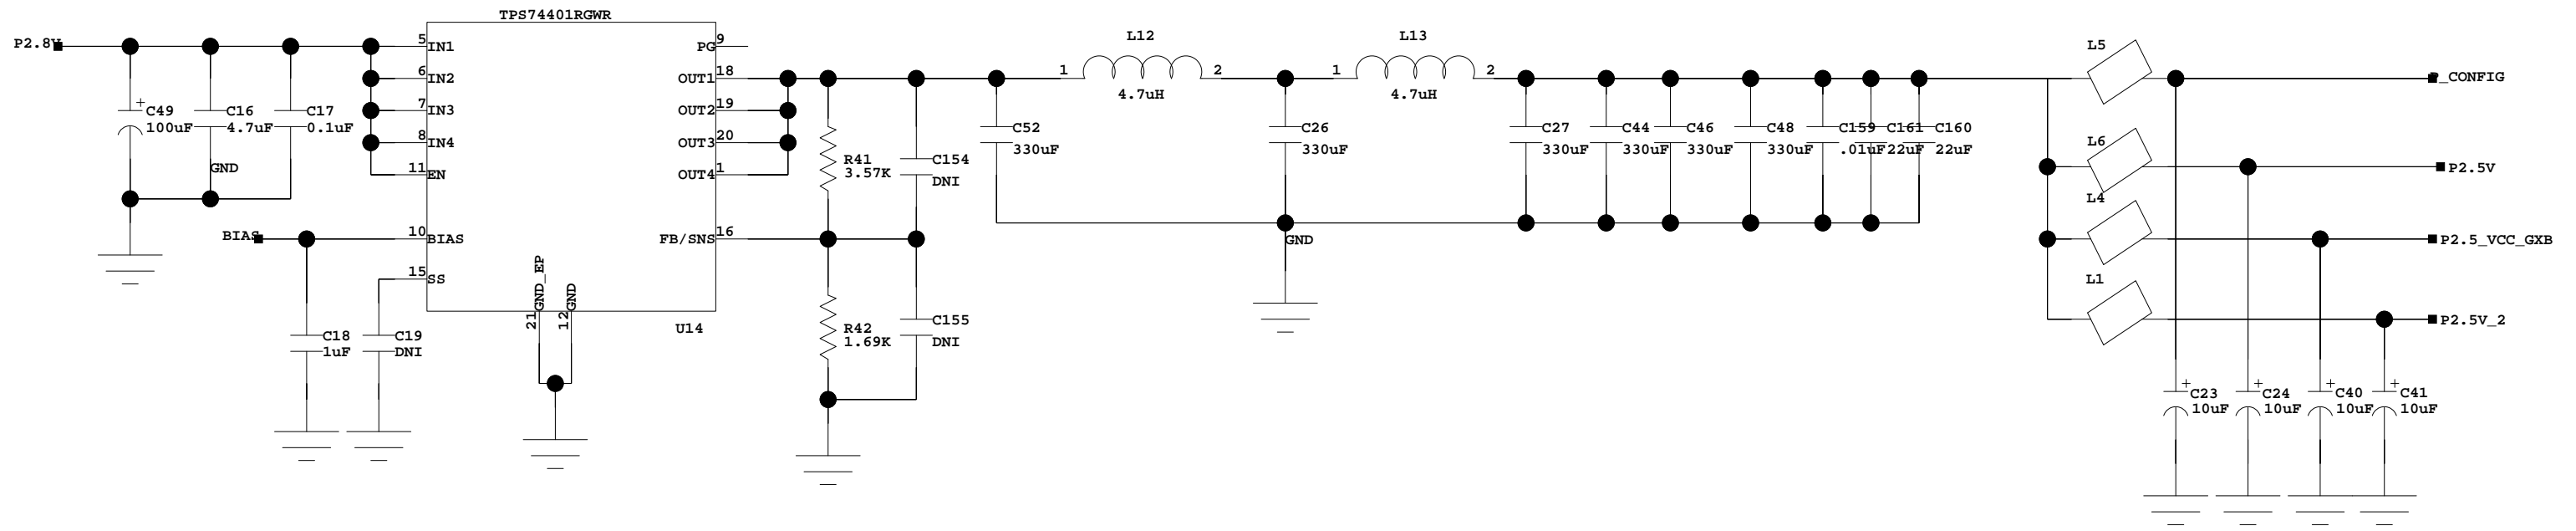 TPS74401RGWR
P2.8V
5 IN1
6 IN2
7 IN3
8 IN4
11 EN
10 BIAS
15 SS
PG 9
OUT1 18
OUT2 19
OUT3 20
OUT4 1
FB/SNS 16
21 GND_EP
12 GND
U14
C49
100uF
C16
4.7uF
C17
0.1uF
GND
BIAS
C18
1uF
C19
DNI
R41
3.57K
C154
DNI
R42
1.69K
C155
DNI
C52
330uF
L12
1 2
4.7uH
C26
330uF
GND
L13
1 2
4.7uH
C27
330uF
C44
330uF
C46
330uF
C48
330uF
C159
.01uF
C161
22uF
C160
22uF
L5
P_CONFIG
L6
P2.5V
L4
P2.5_VCC_GXB
L1
P2.5V_2
C23
10uF
C24
10uF
C40
10uF
C41
10uF